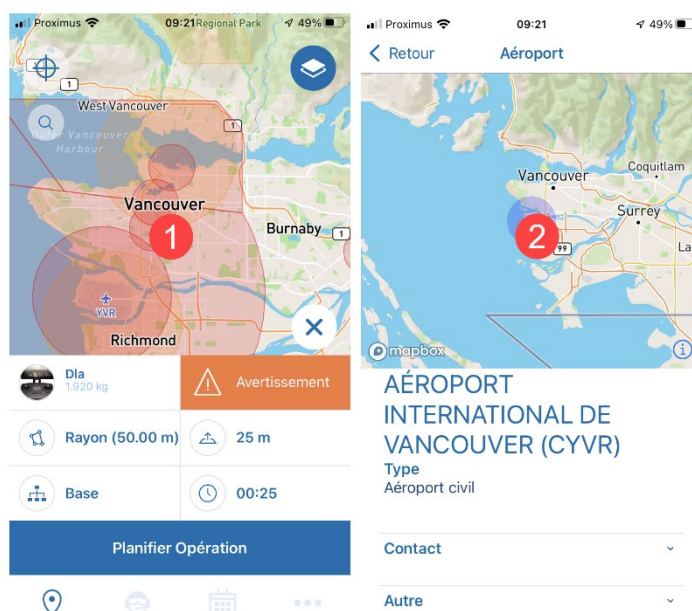 Proximus
09:21
Regional Park
49%
1
West Vancouver
Outer Vancouver
Harbour
1
Vancouver
1
Burnaby
1
YVR
Richmond
Dla
1.920 kg
Avertissement
Rayon (50.00 m)
25 m
Base
00:25
Planifier Opération
Proximus
09:21
49%
Retour
Aéroport
Vancouver
Coquitlam
Surrey
2
99
La
mapbox
AÉROPORT
INTERNATIONAL DE
VANCOUVER (CYVR)
Type
Aéroport civil
Contact
Autre